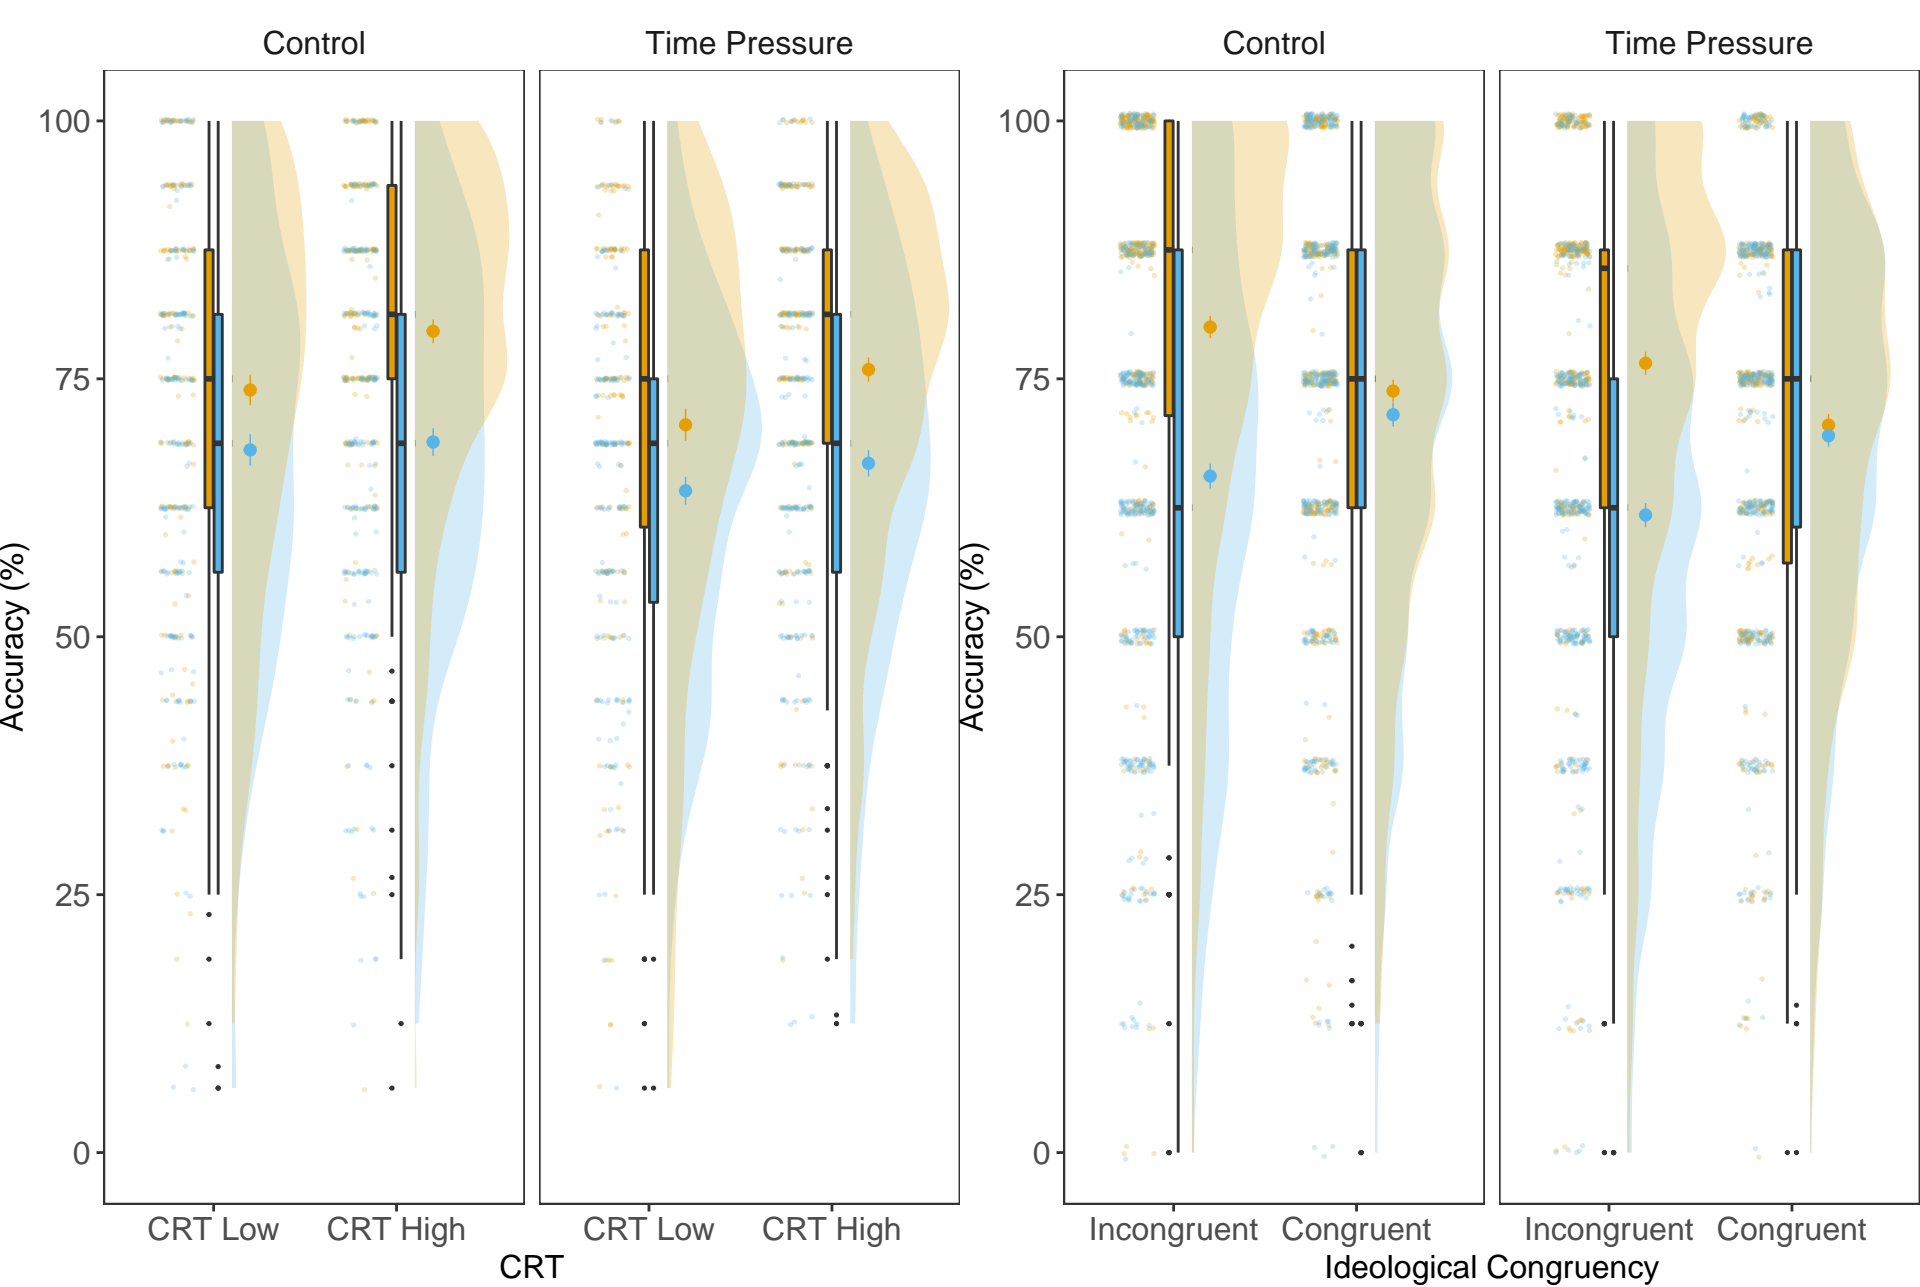 Control Time Pressure Control Time Pressure
100 100
75 75
50 50
25 25
0 0
Accuracy (%) Accuracy (%)
CRT Low CRT High CRT Low CRT High Incongruent Congruent Incongruent Congruent
CRT Ideological Congruency